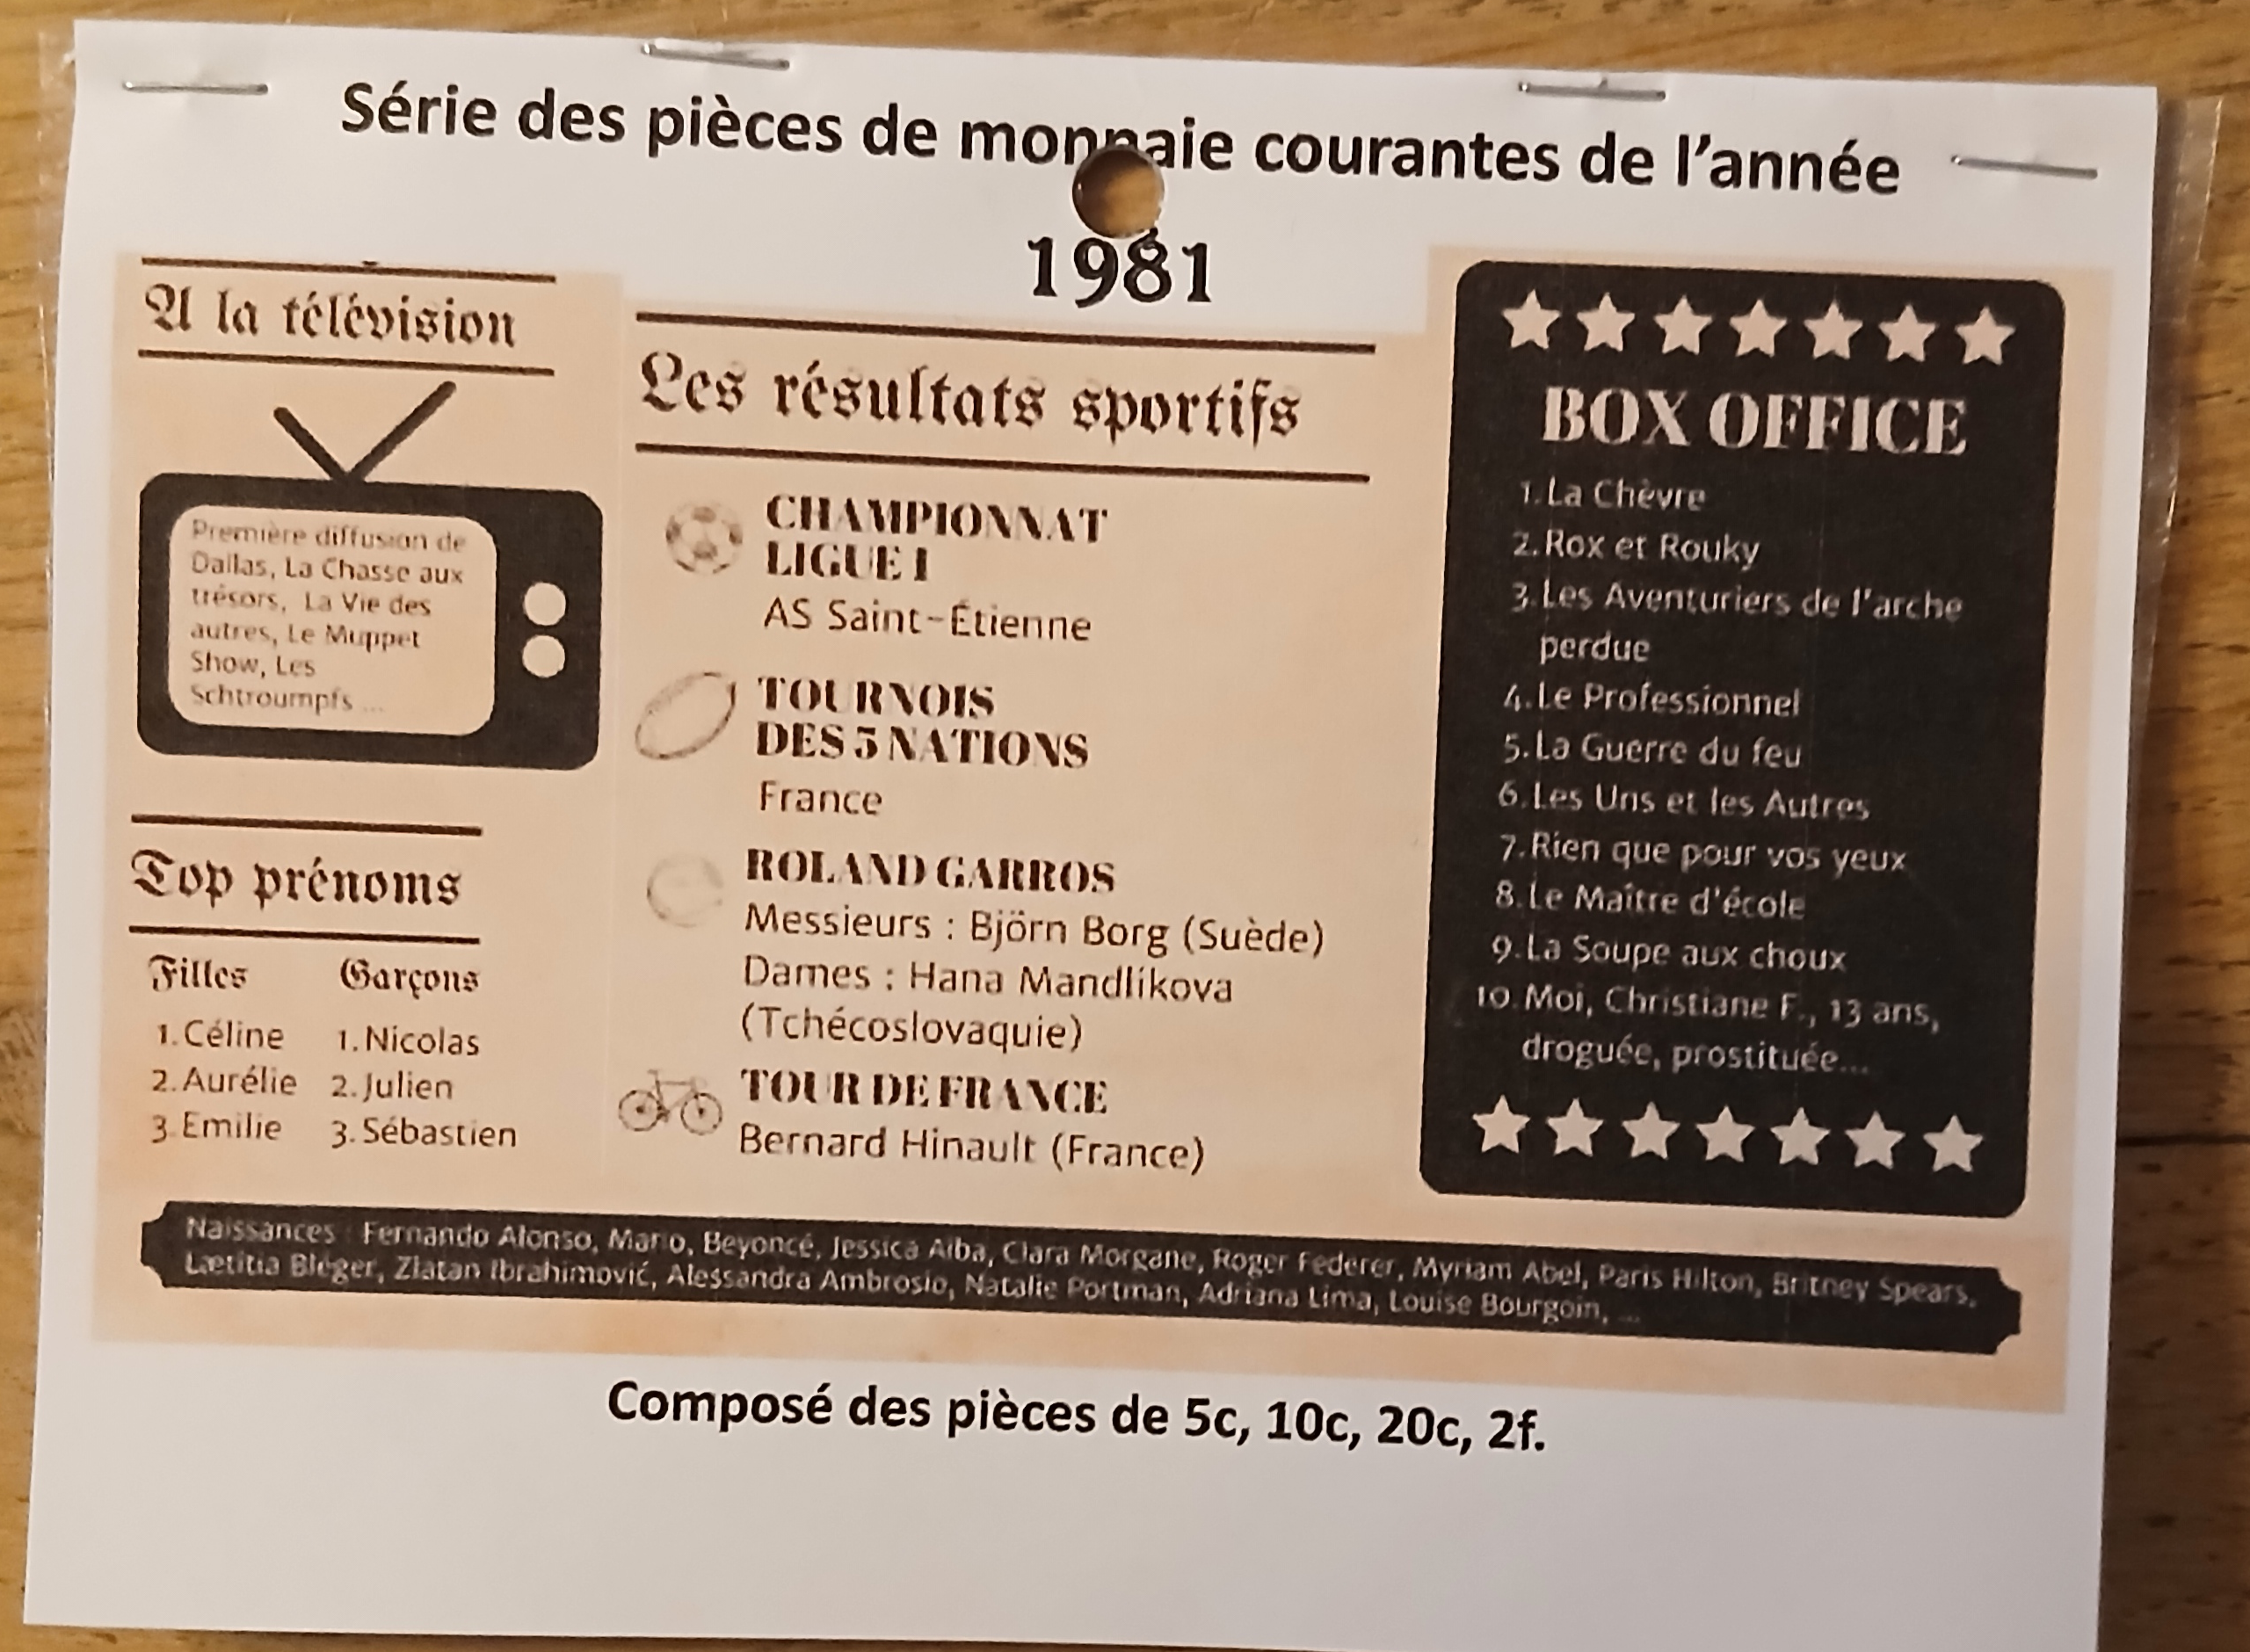 Série des pièces de monnaie courantes de l'année
1981
A la télévision
Première diffusion de
Dallas, La Chasse aux
trésors, La Vie des
autres, Le Muppet
Show, Les
Schtroumpfs ...
Top prénoms
Filles
1. Céline
2. Aurélie
3. Emilie
Garçons
1. Nicolas
2. Julien
3. Sébastien
Les résultats sportifs
CHAMPIONNAT
LIGUE 1
AS Saint-Étienne
TOURNOIS
DES 5 NATIONS
France
ROLAND GARROS
Messieurs : Björn Borg (Suède)
Dames : Hana Mandlíkova
(Tchécoslovaquie)
TOUR DE FRANCE
Bernard Hinault (France)
BOX OFFICE
1. La Chèvre
2. Rox et Rouky
3. Les Aventuriers de l'arche
perdue
4. Le Professionnel
5. La Guerre du feu
6. Les Uns et les Autres
7. Rien que pour vos yeux
8. Le Maître d'école
9. La Soupe aux choux
10. Moi, Christiane F., 13 ans,
droguée, prostituée...
Naissances : Fernando Alonso, Mario, Beyoncé, Jessica Alba, Clara Morgane, Roger Federer, Myriam Abel, Paris Hilton, Britney Spears,
Lætitia Bléger, Zlatan Ibrahimović, Alessandra Ambrosio, Natalie Portman, Adriana Lima, Louise Bourgoin, ...
Composé des pièces de 5c, 10c, 20c, 2f.